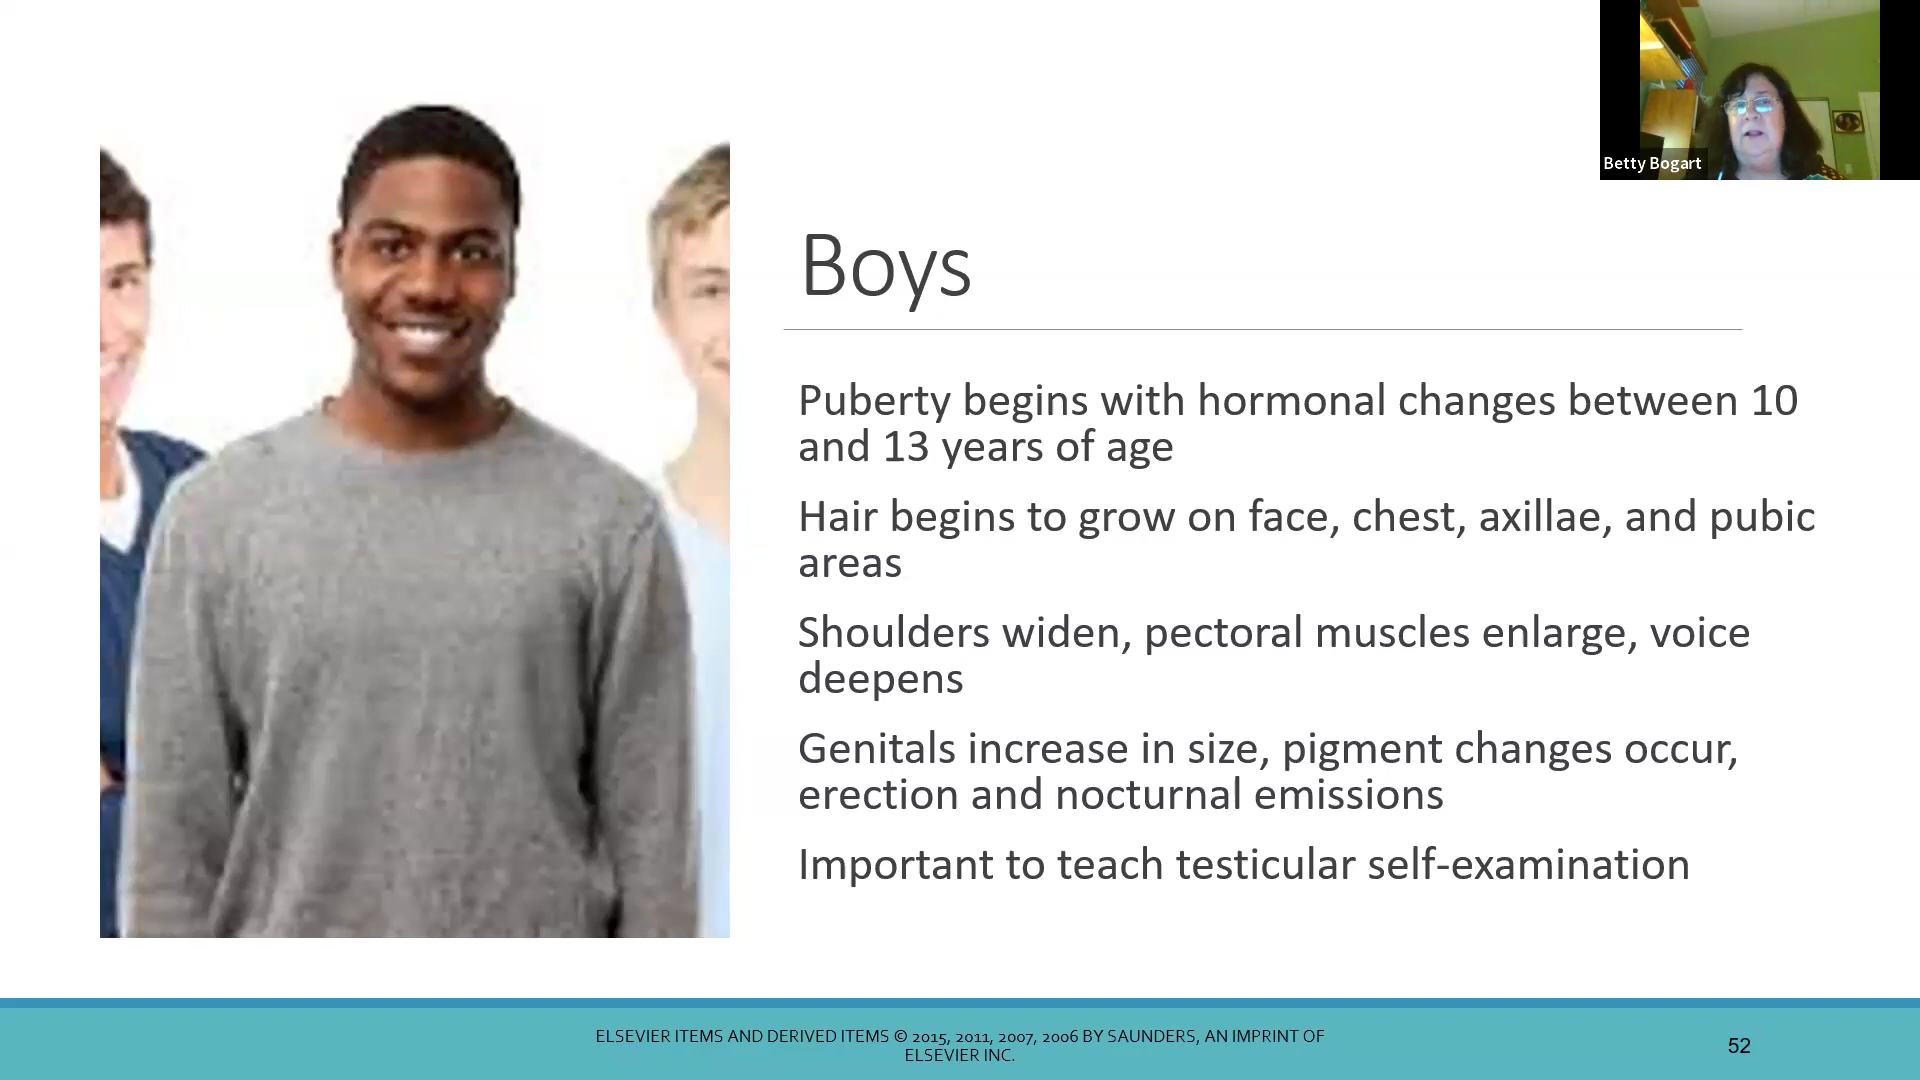 Betty Bogart
Boys
Puberty begins with hormonal changes between 10
and 13 years of age
Hair begins to grow on face, chest, axillae, and pubic
areas
Shoulders widen, pectoral muscles enlarge, voice
deepens
Genitals increase in size, pigment changes occur,
erection and nocturnal emissions
Important to teach testicular self-examination
ELSEVIER ITEMS AND DERIVED ITEMS © 2015, 2011, 2007, 2006 BY SAUNDERS, AN IMPRINT OF
ELSEVIER INC.
52